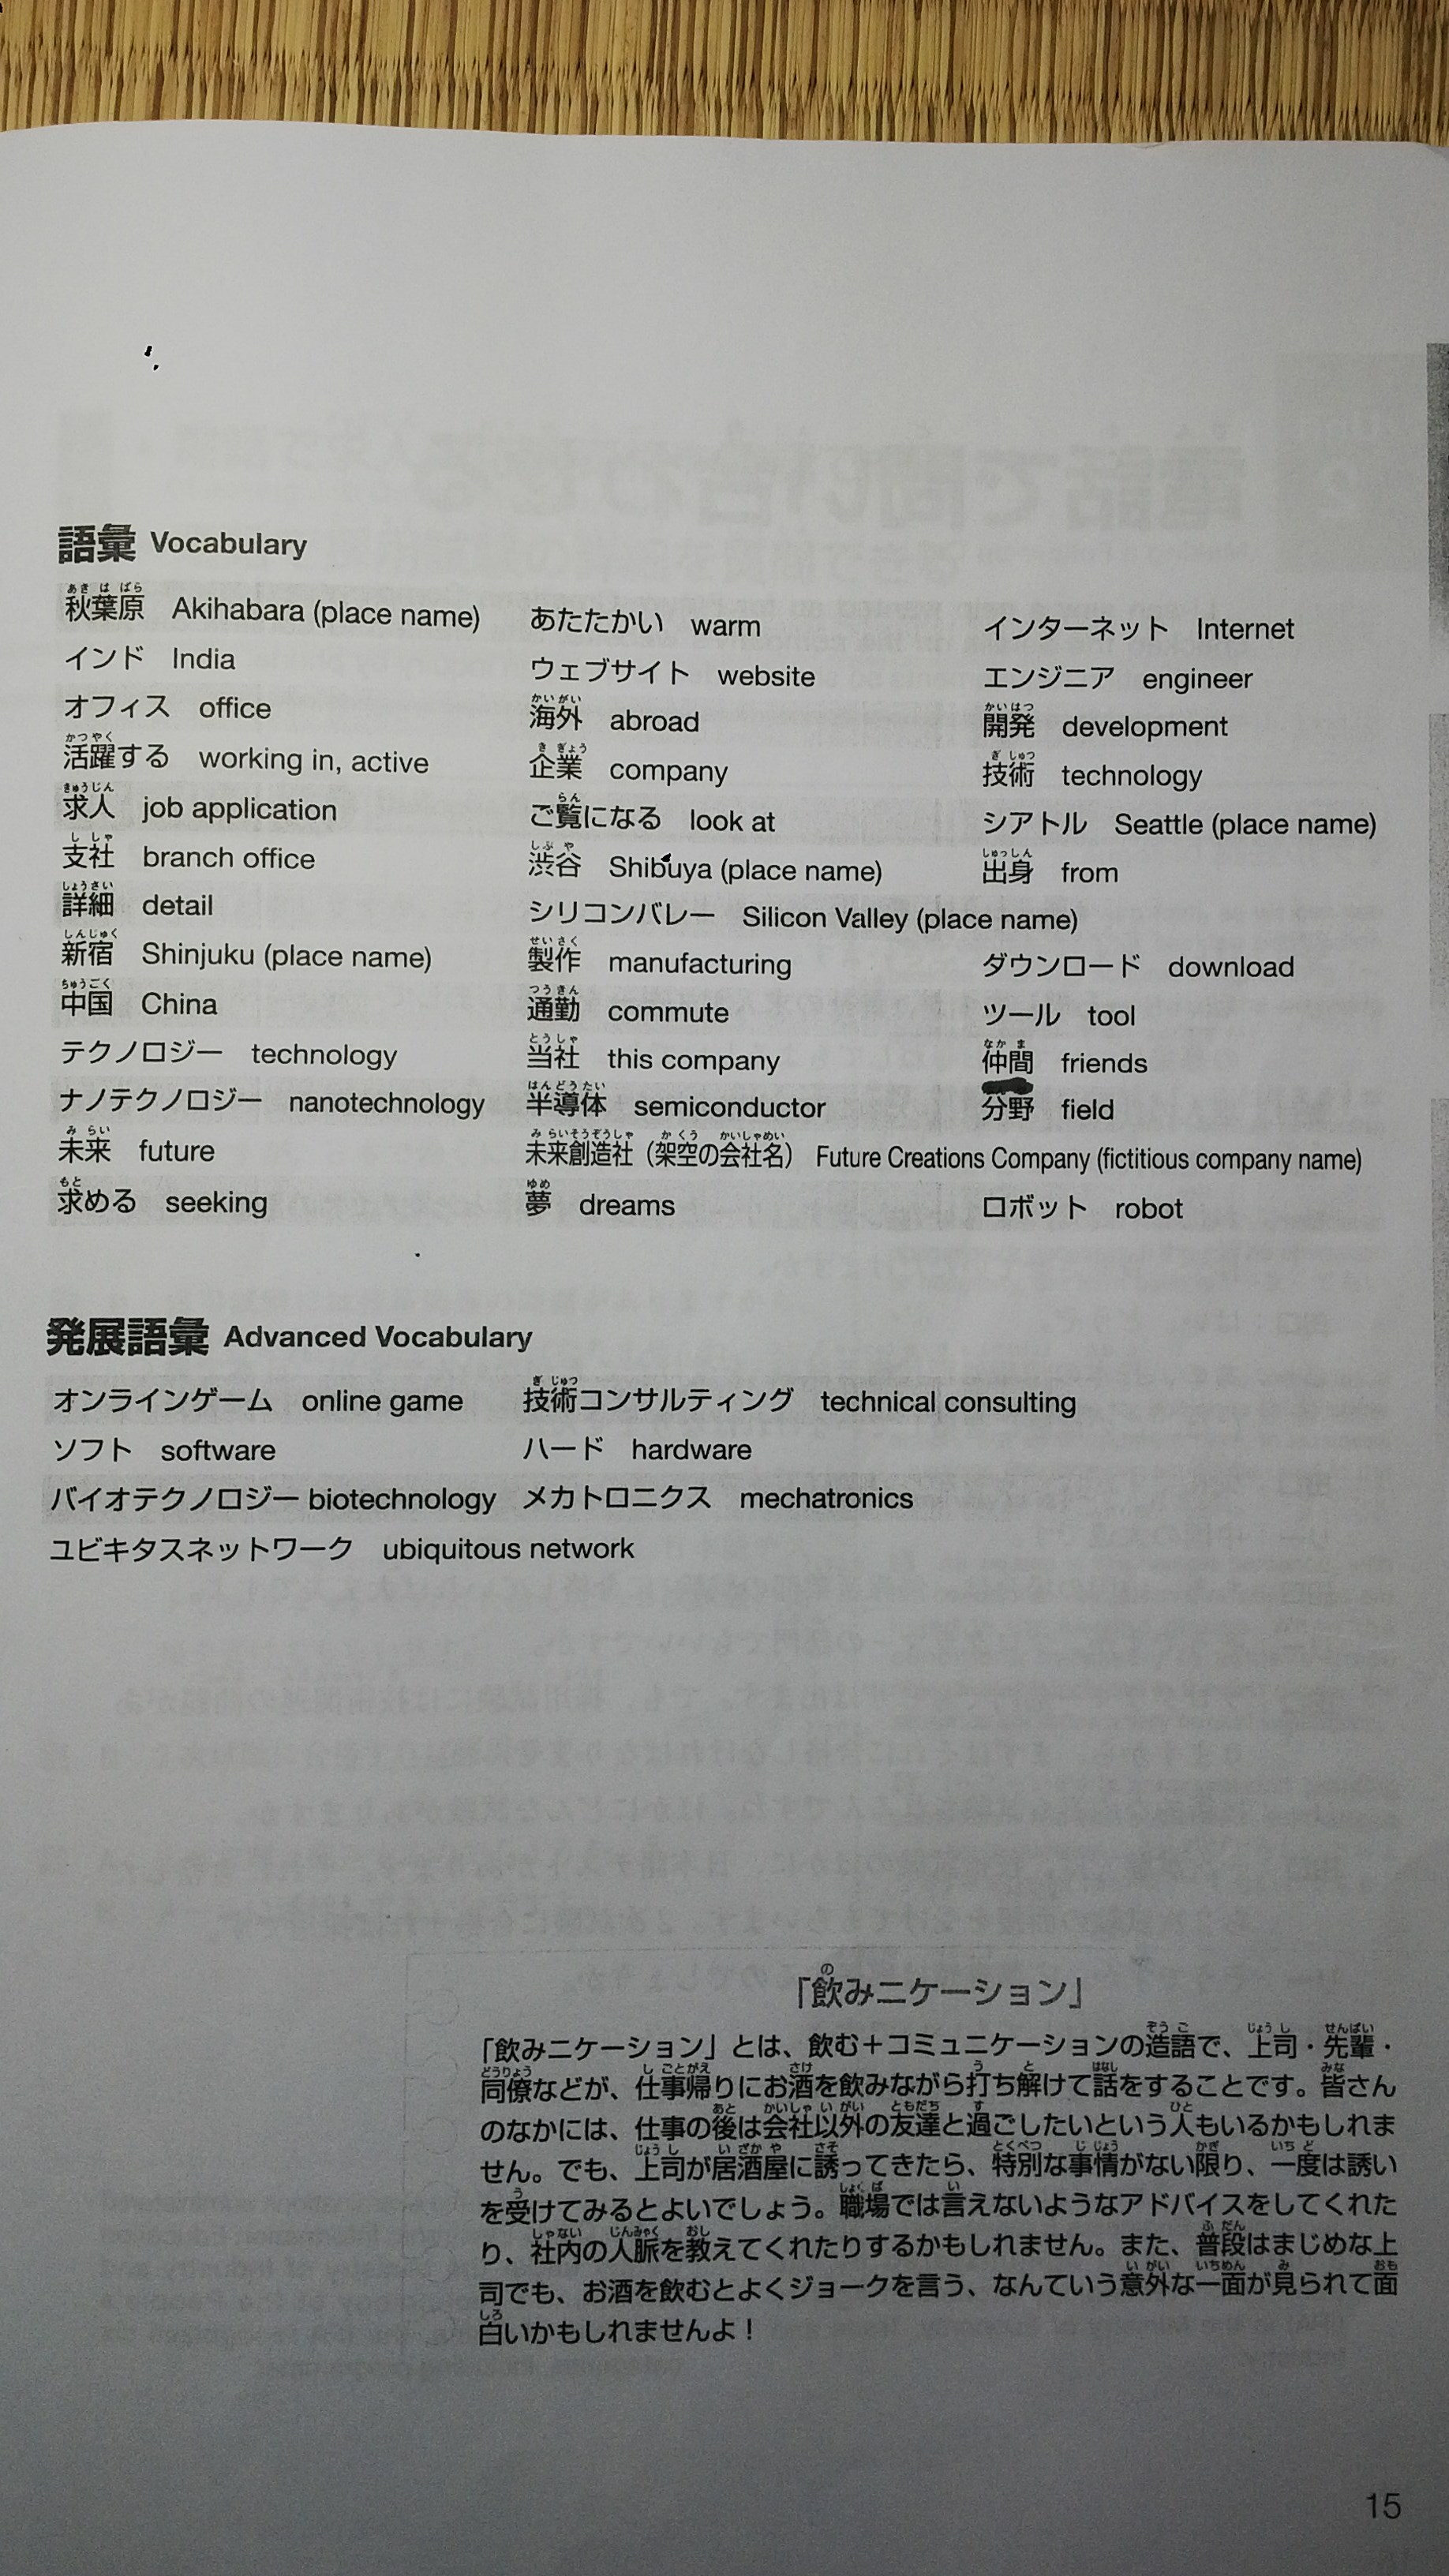 語彙 Vocabulary
秋葉原 Akihabara (place name) あたたかい warm インターネット Internet
インド India ウェブサイト website エンジニア engineer
オフィス office 海外 abroad 開発 development
活躍する working in, active 企業 company 技術 technology
求人 job application ご覧になる look at シアトル Seattle (place name)
支社 branch office 渋谷 Shibuya (place name) 出身 from
詳細 detail シリコンバレー Silicon Valley (place name)
新宿 Shinjuku (place name) 製作 manufacturing ダウンロード download
中国 China 通勤 commute ツール tool
テクノロジー technology 当社 this company 仲間 friends
ナノテクノロジー nanotechnology 半導体 semiconductor 分野 field
未来 future 未来創造社（架空の会社名） Future Creations Company (fictitious company name)
求める seeking 夢 dreams ロボット robot
発展語彙 Advanced Vocabulary
オンラインゲーム online game 技術コンサルティング technical consulting
ソフト software ハード hardware
バイオテクノロジー biotechnology メカトロニクス mechatronics
ユビキタスネットワーク ubiquitous network
「飲みニケーション」
「飲みニケーション」とは、飲む＋コミュニケーションの造語で、上司・先輩・
同僚などが、仕事帰りにお酒を飲みながら打ち解けて話をすることです。皆さん
のなかには、仕事の後は会社以外の友達と過ごしたいという人もいるかもしれま
せん。でも、上司が居酒屋に誘ってきたら、特別な事情がない限り、一度は誘い
を受けてみるとよいでしょう。職場では言えないようなアドバイスをしてくれた
り、社内の人脈を教えてくれたりするかもしれません。また、普段はまじめな上
司でも、お酒を飲むとよくジョークを言う、なんていう意外な一面が見られて面
白いかもしれませんよ！
15